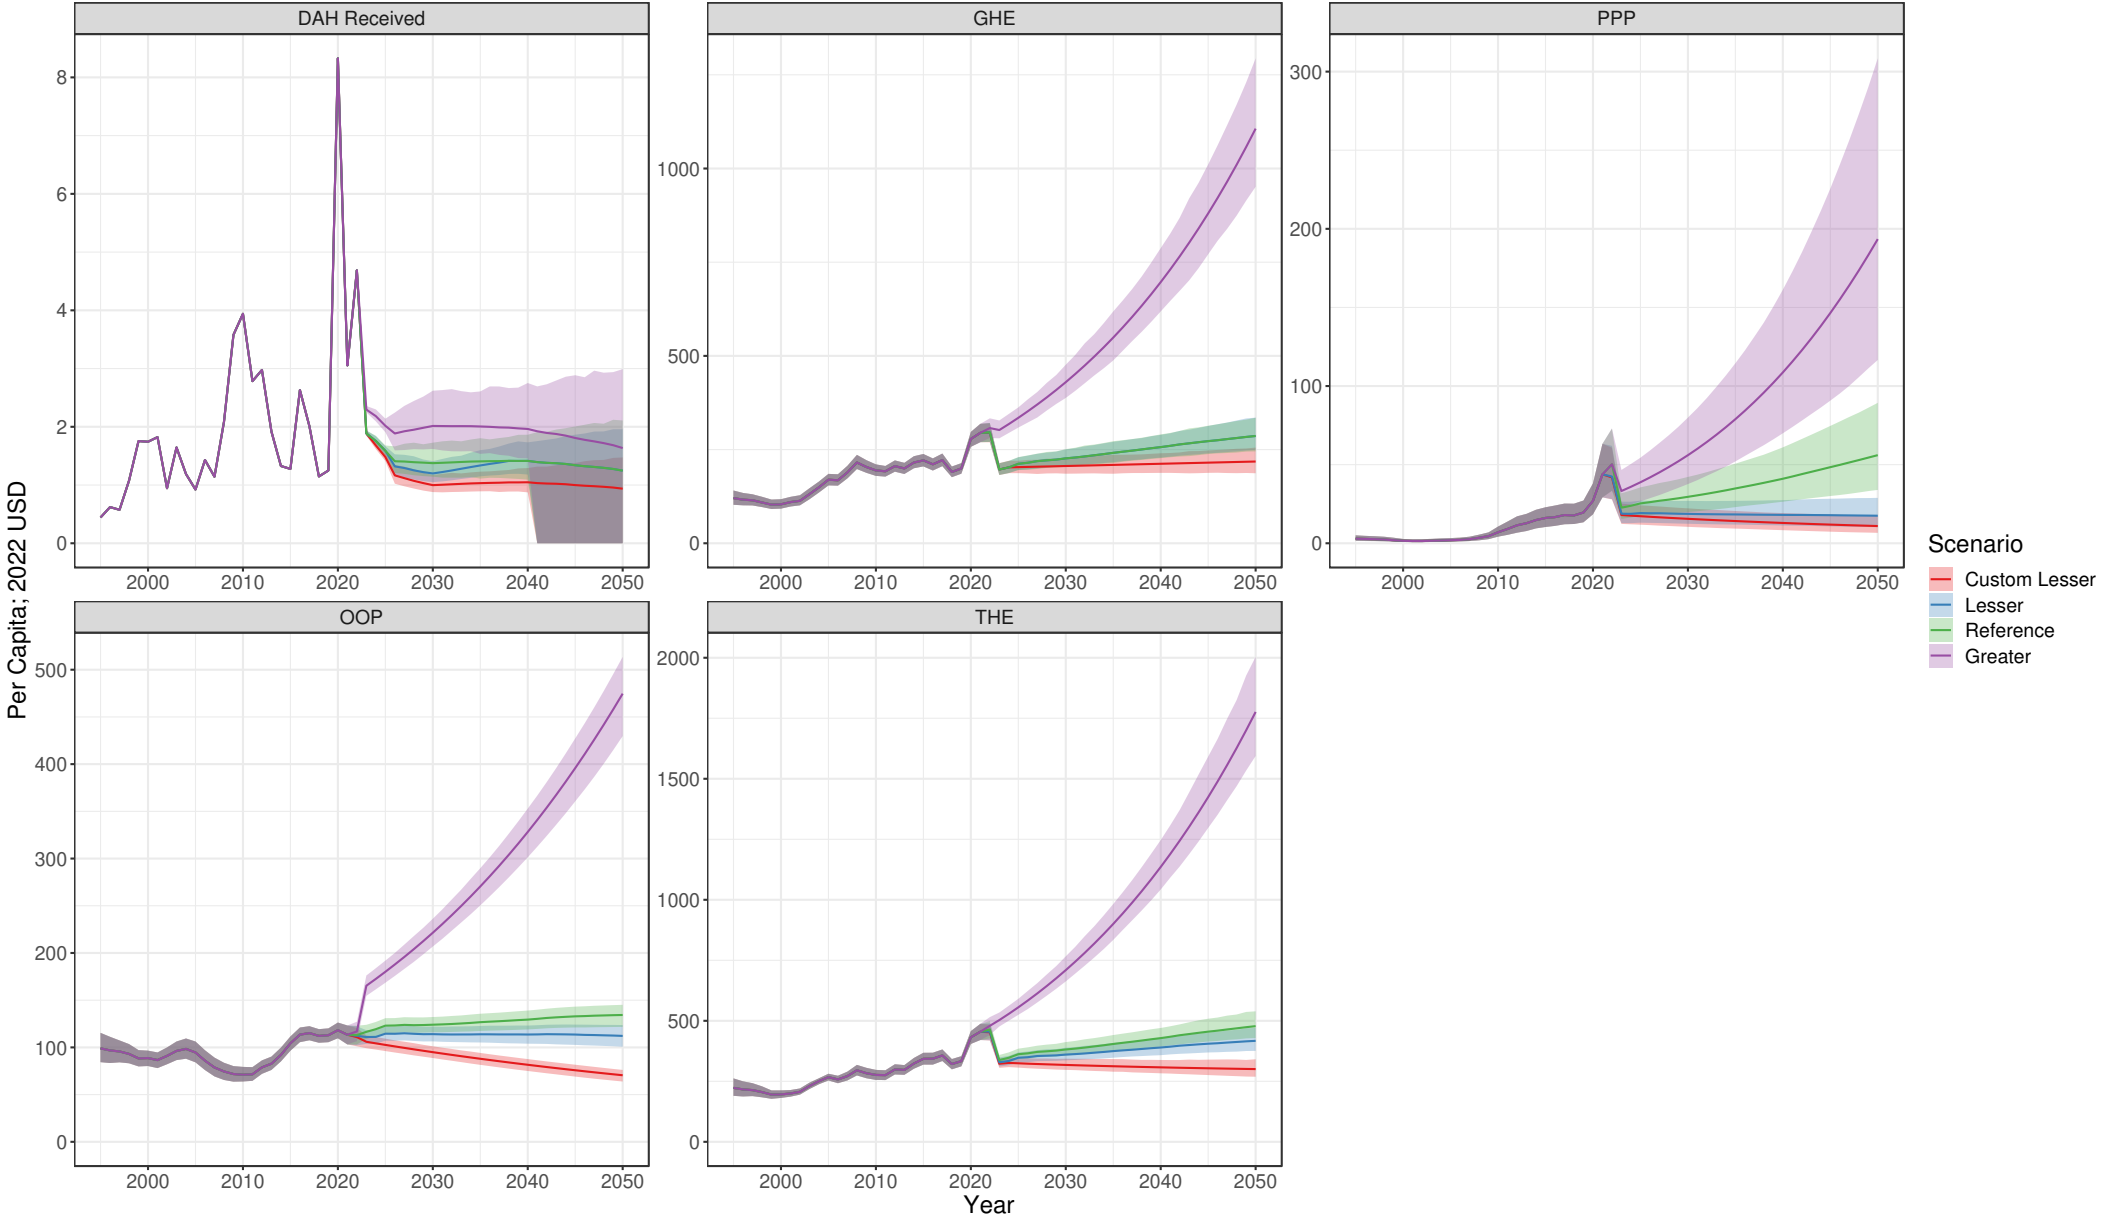 DAH Received
GHE
PPP
8
6
4
2
0
1000
500
0
300
200
100
0
2000 2010 2020 2030 2040 2050
2000 2010 2020 2030 2040 2050
2000 2010 2020 2030 2040 2050
Per Capita; 2022 USD
Scenario
Custom Lesser
Lesser
Reference
Greater
OOP
THE
500
400
300
200
100
0
2000
1500
1000
500
0
2000 2010 2020 2030 2040 2050
2000 2010 2020 2030 2040 2050
Year